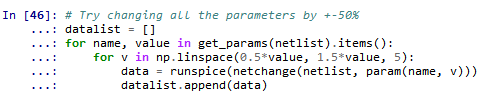 In [46]: # Try changing all the parameters by +-50%
...: datalist = []
...: for name, value in get_params(netlist).items():
...:     for v in np.linspace(0.5*value, 1.5*value, 5):
...:         data = runspice(netchange(netlist, param(name, v)))
...:         datalist.append(data)